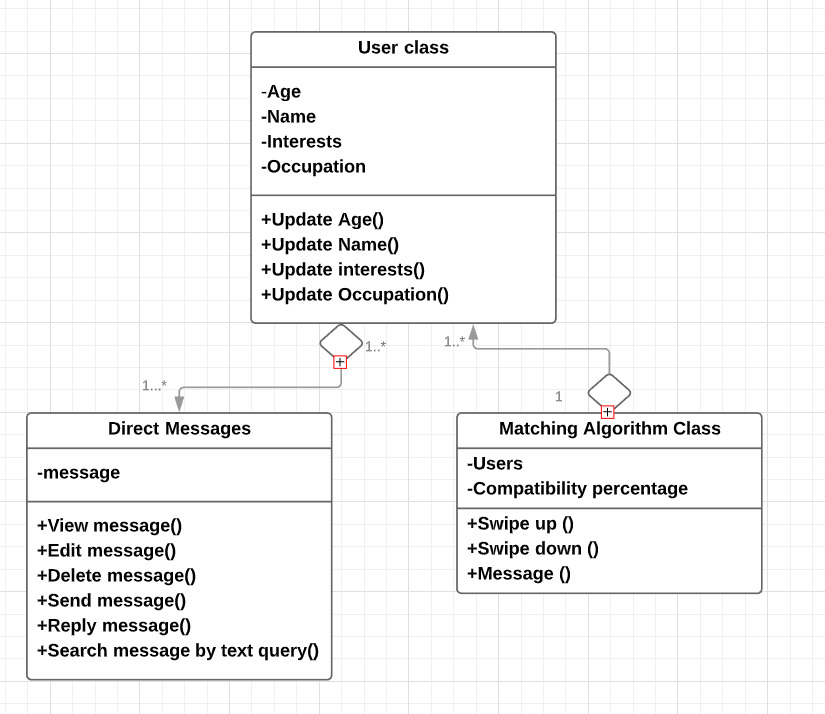 User class
-Age
-Name
-Interests
-Occupation
+Update Age()
+Update Name()
+Update interests()
+Update Occupation()
1..*
1..*
1...*
1
Direct Messages
-message
+View message()
+Edit message()
+Delete message()
+Send message()
+Reply message()
+Search message by text query()
Matching Algorithm Class
-Users
-Compatibility percentage
+Swipe up ()
+Swipe down ()
+Message ()